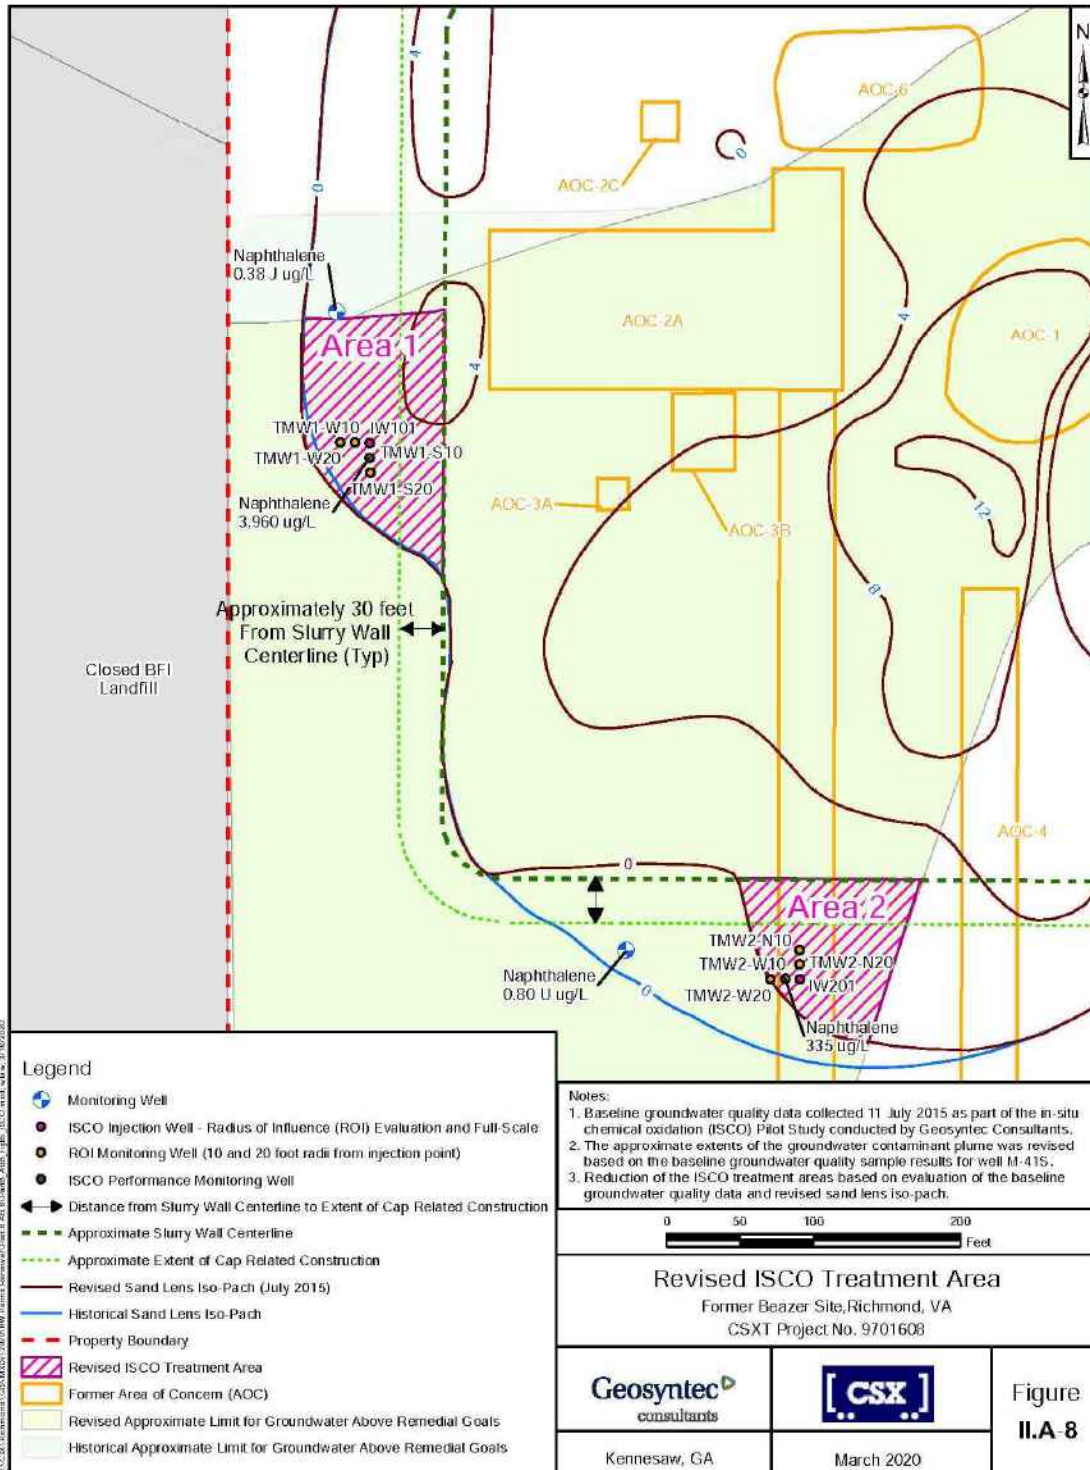 N
4
AOC-6
0
AOC-2C
0
Naphthalene
0.38 J ug/L
Area 1
4
AOC-2A
4
AOC-1
TMW1-W10
IW101
TMW1-W20
TMW1-S10
TMW1-S20
Naphthalene
3,960 ug/L
AOC-3A
AOC-3B
12
8
Approximately 30 feet
From Slurry Wall
Centerline (Typ)
Closed BFI
Landfill
AOC-4
0
Area 2
TMW2-N10
TMW2-W10
TMW2-N20
TMW2-W20
IW201
Naphthalene
0.80 U ug/L
0
Naphthalene
335 ug/L
Legend
Monitoring Well
ISCO Injection Well - Radius of Influence (ROI) Evaluation and Full-Scale
ROI Monitoring Well (10 and 20 foot radii from injection point)
ISCO Performance Monitoring Well
Distance from Slurry Wall Centerline to Extent of Cap Related Construction
Approximate Slurry Wall Centerline
Approximate Extent of Cap Related Construction
Revised Sand Lens Iso-Pach (July 2015)
Historical Sand Lens Iso-Pach
Property Boundary
Revised ISCO Treatment Area
Former Area of Concern (AOC)
Revised Approximate Limit for Groundwater Above Remedial Goals
Historical Approximate Limit for Groundwater Above Remedial Goals
Notes:
1. Baseline groundwater quality data collected 11 July 2015 as part of the in-situ
chemical oxidation (ISCO) Pilot Study conducted by Geosyntec Consultants.
2. The approximate extents of the groundwater contaminant plume was revised
based on the baseline groundwater quality sample results for well M-41S.
3. Reduction of the ISCO treatment areas based on evaluation of the baseline
groundwater quality data and revised sand lens iso-pach.
0 50 100 200
Feet
Revised ISCO Treatment Area
Former Beazer Site, Richmond, VA
CSXT Project No. 9701608
Geosyntec
consultants
CSX
Figure
II.A-8
Kennesaw, GA
March 2020